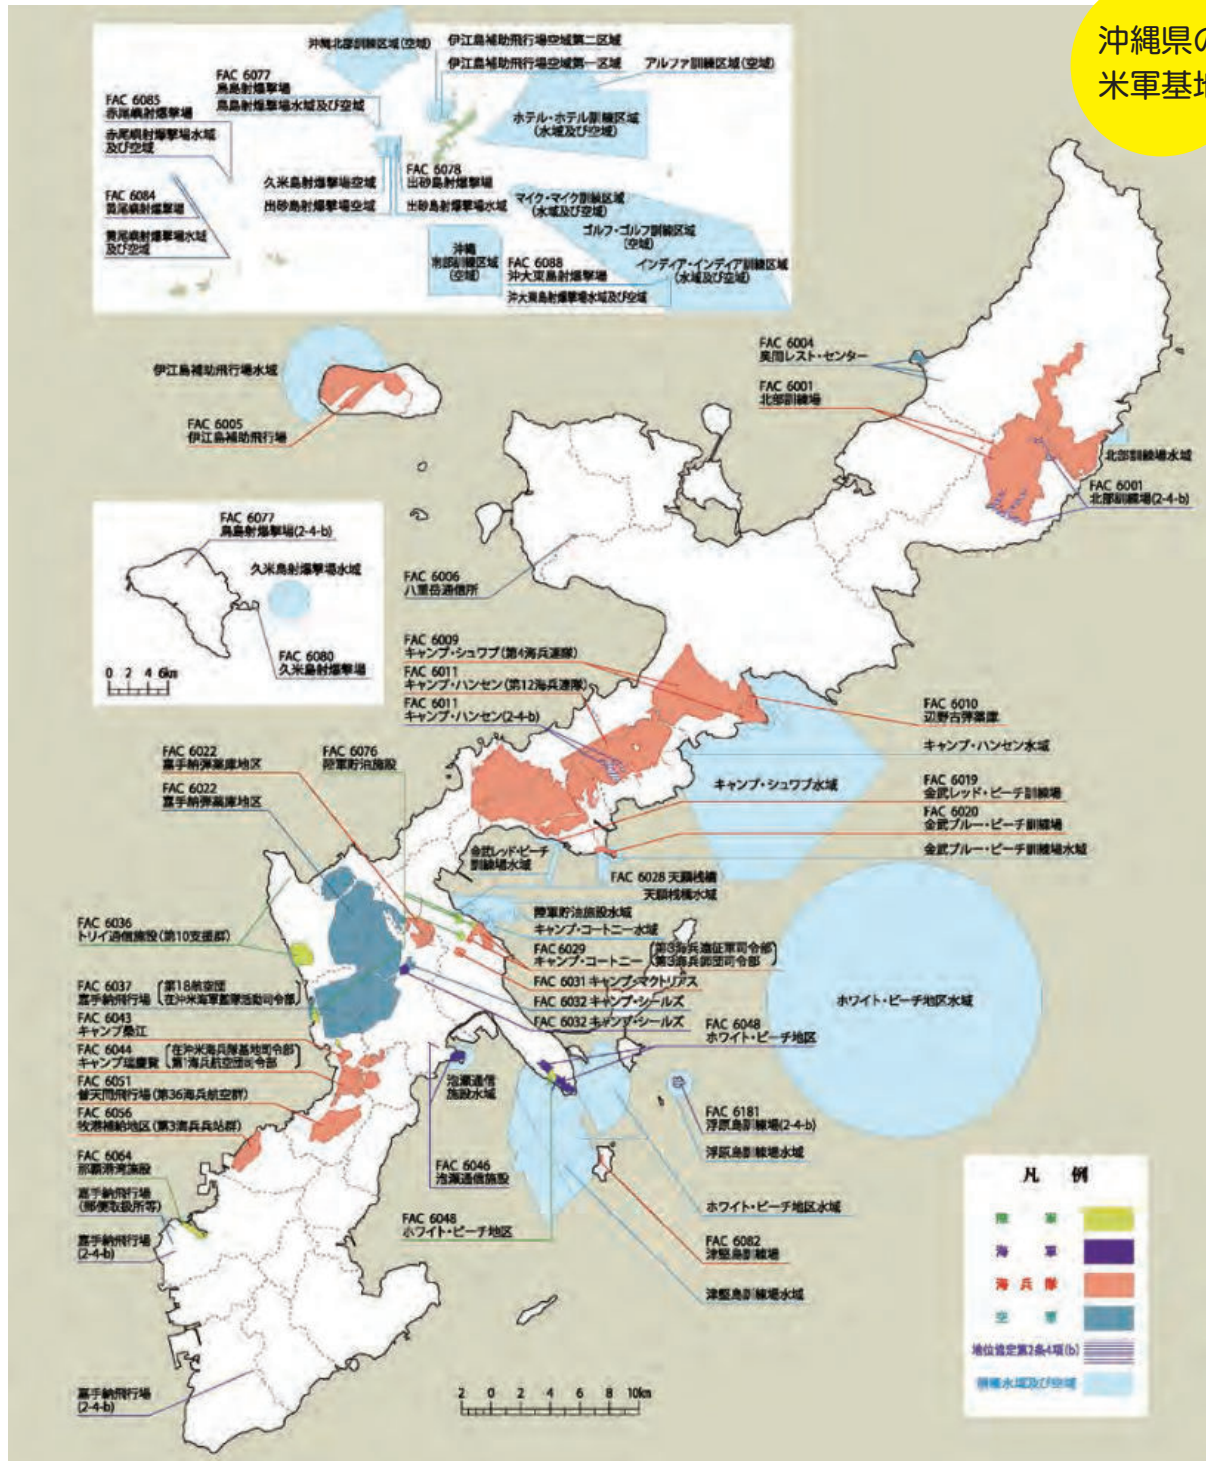 沖縄県の
米軍基地
沖縄北部訓練区域(空域)
伊江島補助飛行場空域第二区域
伊江島補助飛行場空域第一区域
アルファ訓練区域(空域)
FAC 6077
鳥島射爆撃場
鳥島射爆撃場水域及び空域
FAC 6085
赤尾嶼射爆撃場
赤尾嶼射爆撃場水域
及び空域
ホテル・ホテル訓練区域
(水域及び空域)
FAC 6084
黄尾嶼射爆撃場
黄尾嶼射爆撃場水域
及び空域
久米島射爆撃場空域
出砂島射爆撃場空域
FAC 6078
出砂島射爆撃場
出砂島射爆撃場水域
マイク・マイク訓練区域
(水域及び空域)
ゴルフ・ゴルフ訓練区域
(空域)
沖縄
南部訓練区域
(空域)
FAC 6088
沖大東島射爆撃場
沖大東島射爆撃場水域及び空域
インディア・インディア訓練区域
(水域及び空域)
伊江島補助飛行場水域
FAC 6005
伊江島補助飛行場
FAC 6004
奥間レスト・センター
FAC 6001
北部訓練場
北部訓練場水域
FAC 6001
北部訓練場(2-4-b)
FAC 6077
鳥島射爆撃場(2-4-b)
久米島射爆撃場水域
FAC 6080
久米島射爆撃場
0 2 4 6km
FAC 6006
八重岳通信所
FAC 6009
キャンプ・シュワブ(第4海兵連隊)
FAC 6011
キャンプ・ハンセン(第12海兵連隊)
FAC 6011
キャンプ・ハンセン(2-4-b)
FAC 6010
辺野古弾薬庫
キャンプ・ハンセン水域
キャンプ・シュワブ水域
FAC 6019
金武レッド・ビーチ訓練場
FAC 6020
金武ブルー・ビーチ訓練場
金武ブルー・ビーチ訓練場水域
FAC 6022
嘉手納弾薬庫地区
FAC 6022
嘉手納弾薬庫地区
FAC 6076
陸軍貯油施設
金武レッド・ビーチ
訓練場水域
FAC 6028 天願桟橋
天願桟橋水域
陸軍貯油施設水域
キャンプ・コートニー水域
FAC 6029
キャンプ・コートニー
第3海兵遠征軍司令部
第3海兵師団司令部
FAC 6031 キャンプ・マクトリアス
FAC 6032 キャンプ・シールズ
FAC 6032 キャンプ・シールズ
FAC 6036
トリイ通信施設(第10支援群)
FAC 6037
嘉手納飛行場
第18航空団
在沖米海軍艦隊活動司令部
FAC 6043
キャンプ桑江
FAC 6044
キャンプ瑞慶覧
在沖米海兵隊基地司令部
第1海兵航空団司令部
FAC 6051
普天間飛行場(第36海兵航空群)
FAC 6056
牧港補給地区(第3海兵兵站群)
FAC 6064
那覇港湾施設
嘉手納飛行場
(郵便取扱所等)
嘉手納飛行場
(2-4-b)
嘉手納飛行場
(2-4-b)
泡瀬通信
施設水域
FAC 6046
泡瀬通信施設
FAC 6048
ホワイト・ビーチ地区
FAC 6048
ホワイト・ビーチ地区
ホワイト・ビーチ地区水域
FAC 6181
浮原島訓練場(2-4-b)
浮原島訓練場水域
ホワイト・ビーチ地区水域
FAC 6082
津堅島訓練場
津堅島訓練場水域
2 0 2 4 6 8 10km
凡 例
陸 軍
海 軍
海 兵 隊
空 軍
地位協定第2条4項(b)
提供水域及び空域